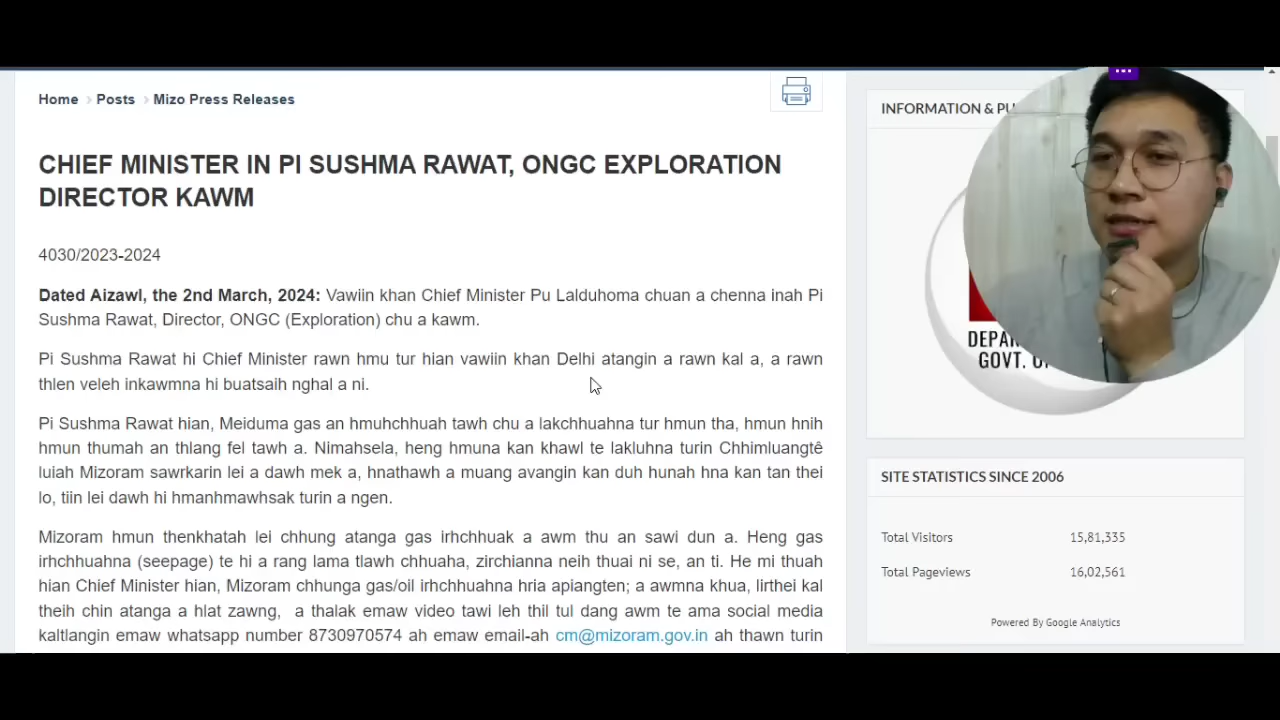 Home > Posts > Mizo Press Releases
CHIEF MINISTER IN PI SUSHMA RAWAT, ONGC EXPLORATION
DIRECTOR KAWM
4030/2023-2024
Dated Aizawl, the 2nd March, 2024: Vawiin khan Chief Minister Pu Lalduhoma chuan a chenna inah Pi
Sushma Rawat, Director, ONGC (Exploration) chu a kawm.
Pi Sushma Rawat hi Chief Minister rawn hmu tur hian vawiin khan Delhi atangin a rawn kal a, a rawn
thlen veleh inkawmna hi buatsaih nghal a ni.
Pi Sushma Rawat hian, Meiduma gas an hmuhchhuah tawh chu a lakchhuahna tur hmun tha, hmun hnih
hmun thumah an thlang fel tawh a. Nimahsela, heng hmuna kan khawl te lakluhna turin Chhimluangtê
luiah Mizoram sawrkarin lei a dawh mek a, hnathawh a muang avangin kan duh hunah hna kan tan thei
lo, tiin lei dawh hi hmanhmawhsak turin a ngen.
Mizoram hmun thenkhatah lei chhung atanga gas irhchhuak a awm thu an sawi dun a. Heng gas
irhchhuahna (seepage) te hi a rang lama tlawh chhuaha, zirchianna neih thuai ni se, an ti. He mi thuah
hian Chief Minister hian, Mizoram chhunga gas/oil irhchhuahna hria apiangten; a awmna khua, lirthei kal
theih chin atanga a hlat zawng, a thalak emaw video tawi leh thil tul dang awm te ama social media
kaltlangin emaw whatsapp number 8730970574 ah emaw email-ah cm@mizoram.gov.in ah thawn turin
INFORMATION & PU
GOVT. O
SITE STATISTICS SINCE 2006
Total Visitors 15,81,335
Total Pageviews 16,02,561
Powered By Google Analytics